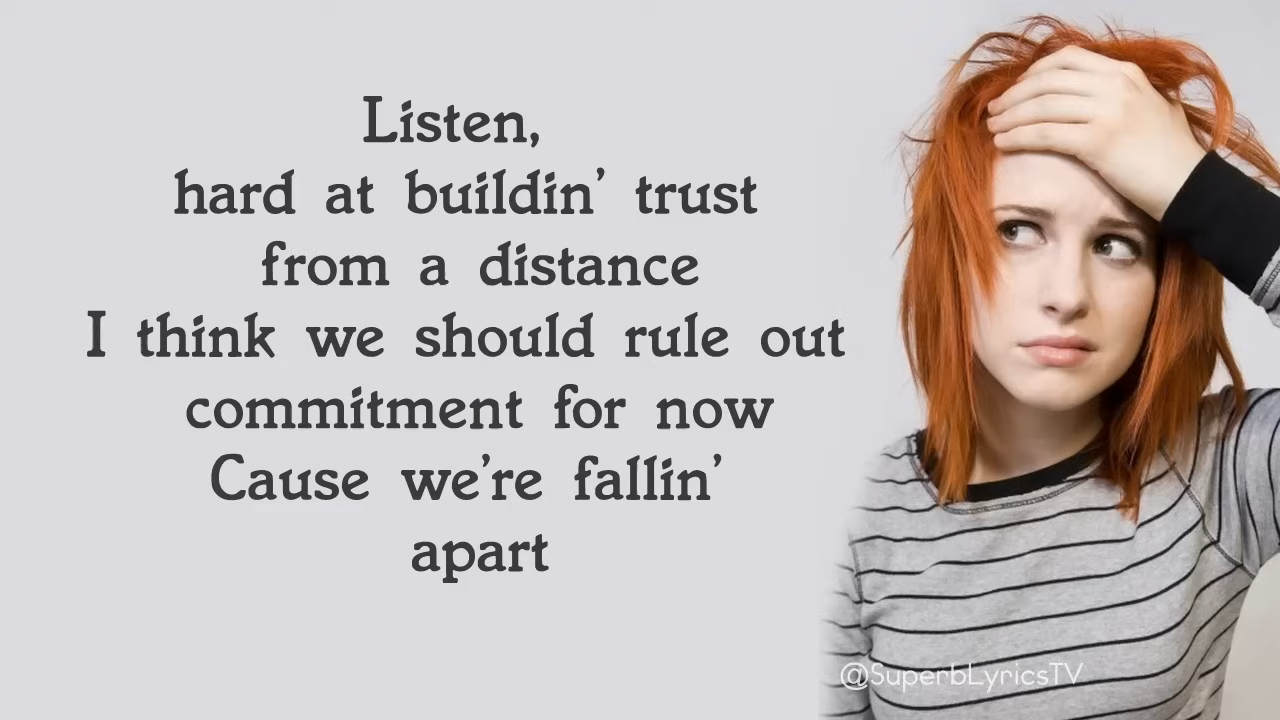 Listen,
hard at buildin' trust
from a distance
I think we should rule out
commitment for now
Cause we're fallin'
apart
@SuperbLyricsTV